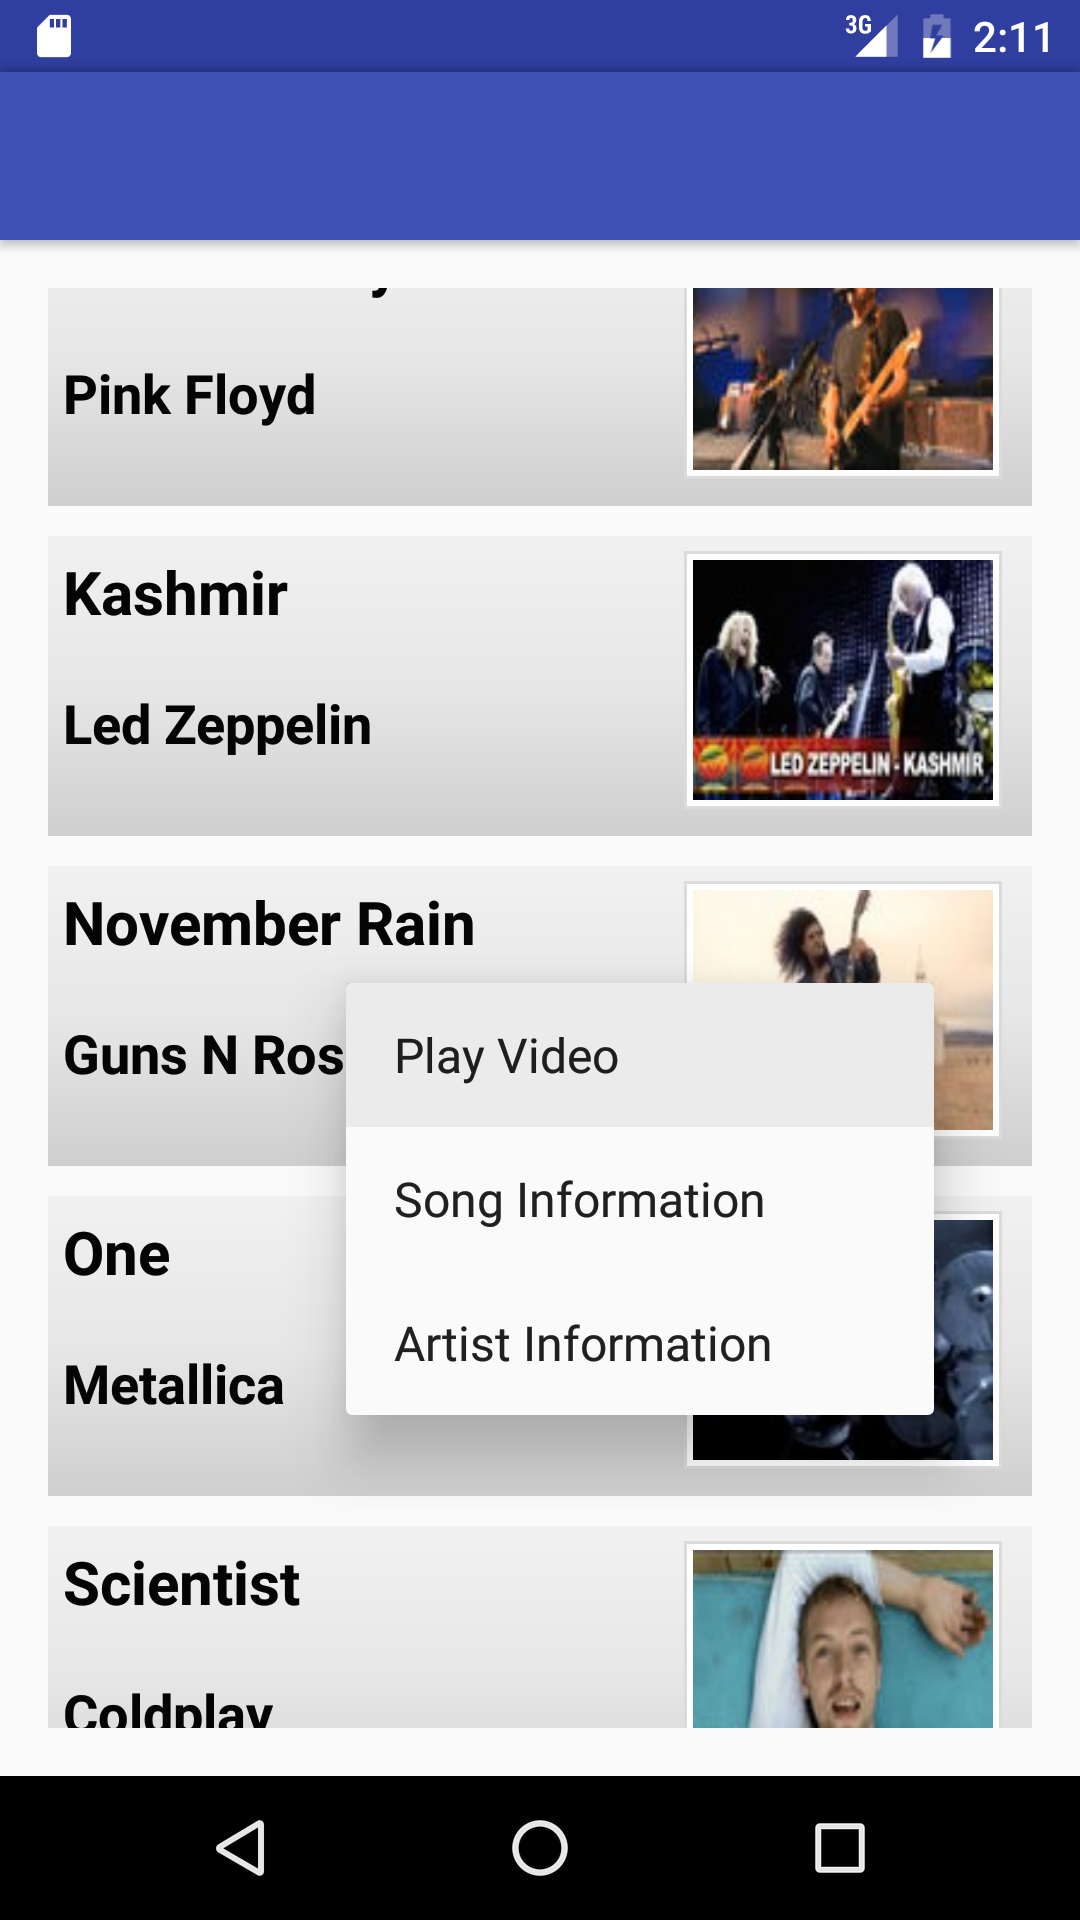 3G 2:11
Pink Floyd
Kashmir
Led Zeppelin
LED ZEPPELIN - KASHMIR
November Rain
Guns N Ros
Play Video
Song Information
One
Artist Information
Metallica
Scientist
Coldplay